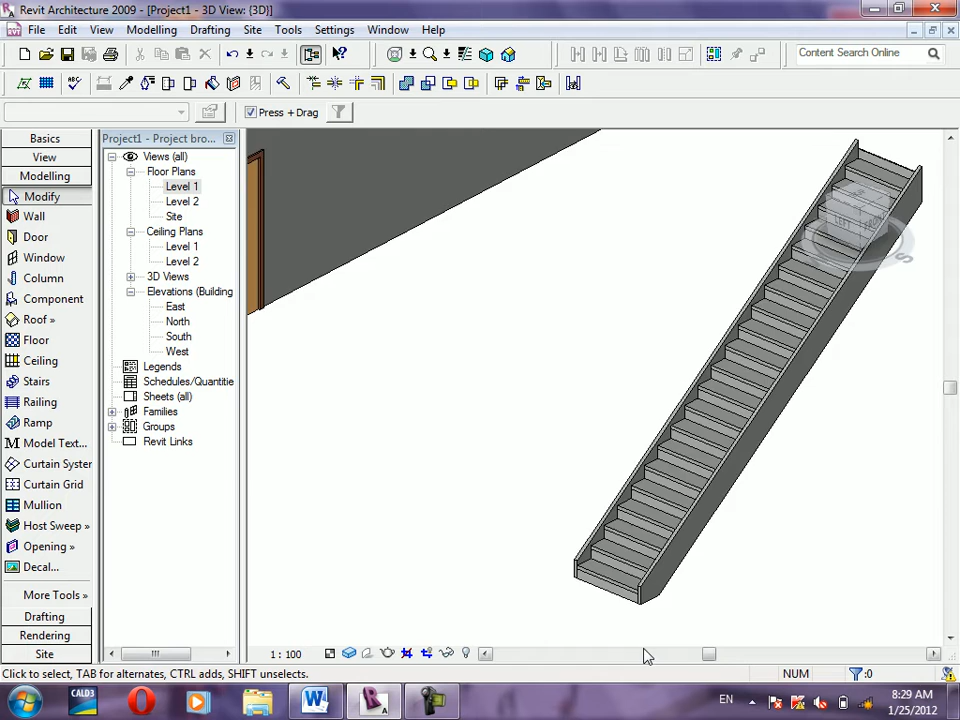 Revit Architecture 2009 - [Project1 - 3D View: {3D}]
File Edit View Modelling Drafting Site Tools Settings Window Help
Content Search Online
Press + Drag
Basics
View
Modelling
Modify
Wall
Door
Window
Column
Component
Roof »
Floor
Ceiling
Stairs
Railing
Ramp
Model Text...
Curtain Syster
Curtain Grid
Mullion
Host Sweep »
Opening »
Decal...
More Tools »
Drafting
Rendering
Site
Project1 - Project bro...
Views (all)
Floor Plans
Level 1
Level 2
Site
Ceiling Plans
Level 1
Level 2
3D Views
Elevations (Building
East
North
South
West
Legends
Schedules/Quantitie
Sheets (all)
Families
Groups
Revit Links
LEFT
FRONT
S
1 : 100
Click to select, TAB for alternates, CTRL adds, SHIFT unselects.
NUM
:0
CALD3
EN
8:29 AM
1/25/2012